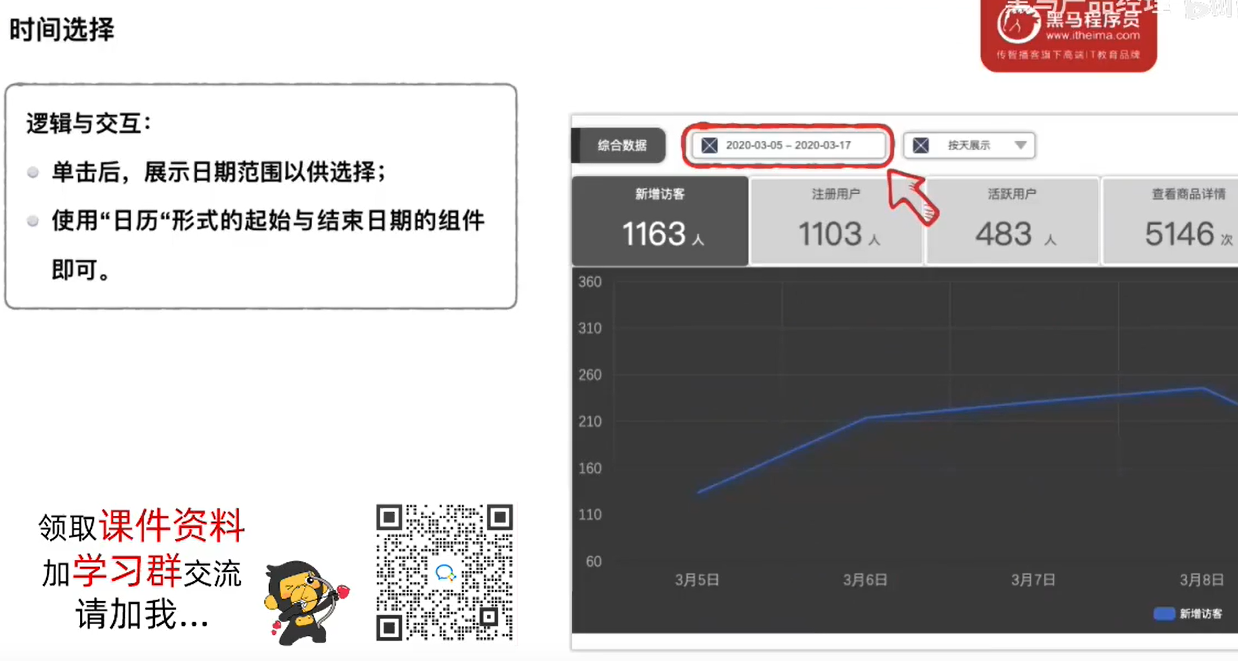 时间选择
黑马产品经理
黑马程序员
www.itheima.com
传智播客旗下高端IT教育品牌
逻辑与交互：
单击后，展示日期范围以供选择；
使用“日历“形式的起始与结束日期的组件
即可。
综合数据
2020-03-05 – 2020-03-17
按天展示
新增访客
注册用户
活跃用户
查看商品详情
1163 人
1103 人
483 人
5146 次
360
310
260
210
160
110
60
3月5日
3月6日
3月7日
3月8日
新增访客
领取课件资料
加学习群交流
请加我...